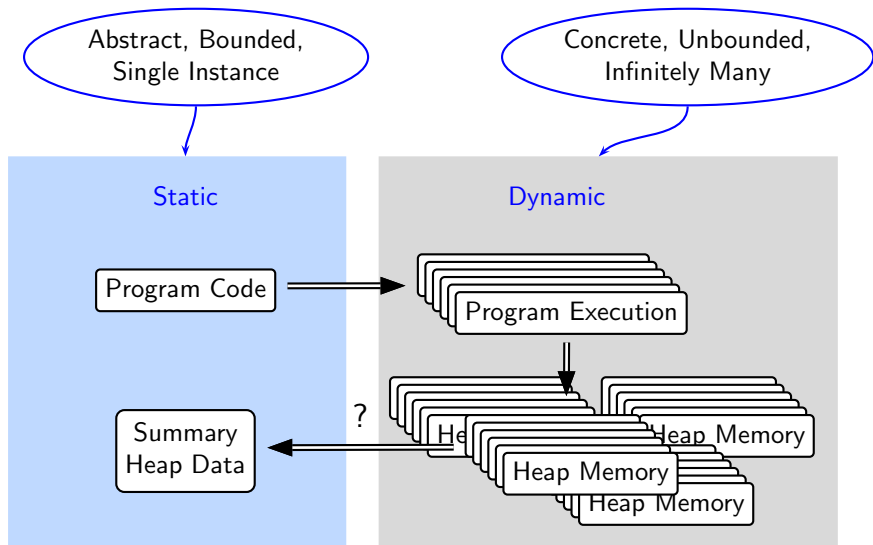 Abstract, Bounded,
Single Instance
Concrete, Unbounded,
Infinitely Many
Static
Dynamic
Program Code
Program Execution
?
Summary
Heap Data
He
Heap Memory
Heap Memory
Heap Memory